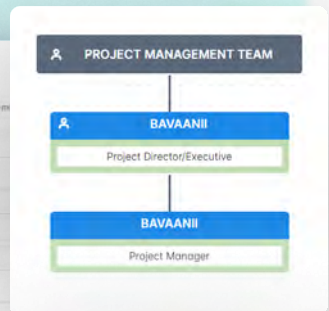 PROJECT MANAGEMENT TEAM
BAVAANII
Project Director/Executive
BAVAANII
Project Manager